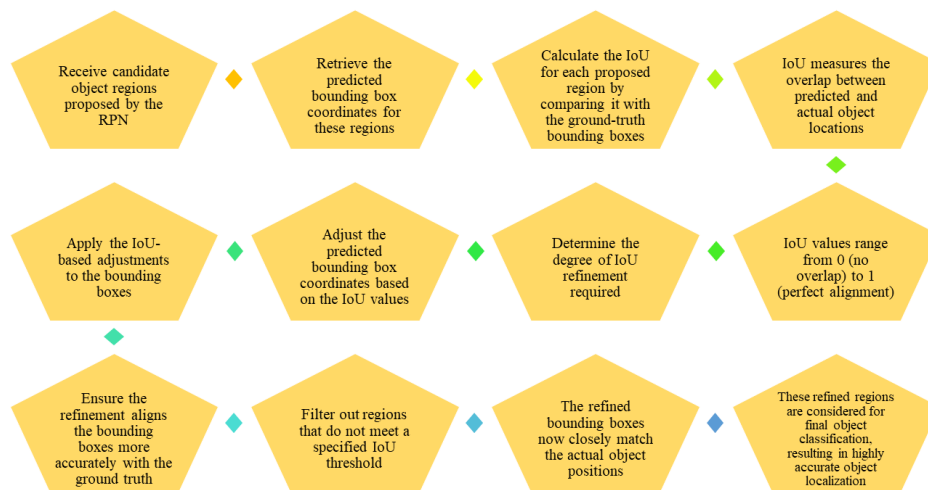 Receive candidate
object regions
proposed by the
RPN
Retrieve the
predicted
bounding box
coordinates for
these regions
Calculate the IoU
for each proposed
region by
comparing it with
the ground-truth
bounding boxes
IoU measures the
overlap between
predicted and
actual object
locations
IoU values range
from 0 (no
overlap) to 1
(perfect alignment)
Determine the
degree of IoU
refinement
required
Adjust the
predicted
bounding box
coordinates based
on the IoU values
Apply the IoU-
based adjustments
to the bounding
boxes
Ensure the
refinement aligns
the bounding
boxes more
accurately with the
ground truth
Filter out regions
that do not meet a
specified IoU
threshold
The refined
bounding boxes
now closely match
the actual object
positions
These refined regions
are considered for
final object
classification,
resulting in highly
accurate object
localization